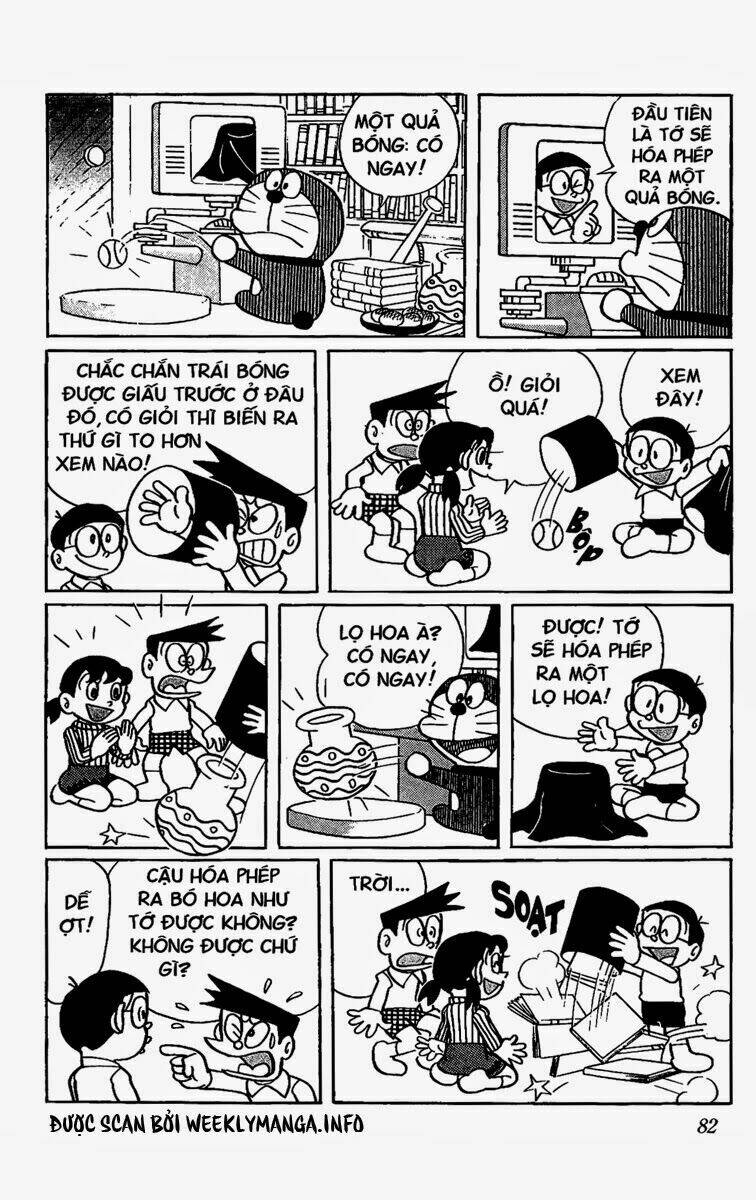 ĐẦU TIÊN
LÀ TỚ SẼ
HÓA PHÉP
RA MỘT
QUẢ BÓNG.
MỘT QUẢ
BÓNG: CÓ
NGAY!
XEM
ĐÂY!
BỘP
Ồ! GIỎI
QUÁ!
CHẮC CHẮN TRÁI BÓNG
ĐƯỢC GIẤU TRƯỚC Ở ĐÂU
ĐÓ, CÓ GIỎI THÌ BIẾN RA
THỨ GÌ TO HƠN
XEM NÀO!
ĐƯỢC! TỚ
SẼ HÓA PHÉP
RA MỘT
LỌ HOA!
LỌ HOA À?
CÓ NGAY,
CÓ NGAY!
SOẠT
TRỜI...
CẬU HÓA PHÉP
RA BÓ HOA NHƯ
TỚ ĐƯỢC KHÔNG?
KHÔNG ĐƯỢC CHỨ
GÌ?
DỄ
ỢT!
ĐƯỢC SCAN BỞI WEEKLYMANGA.INFO
82